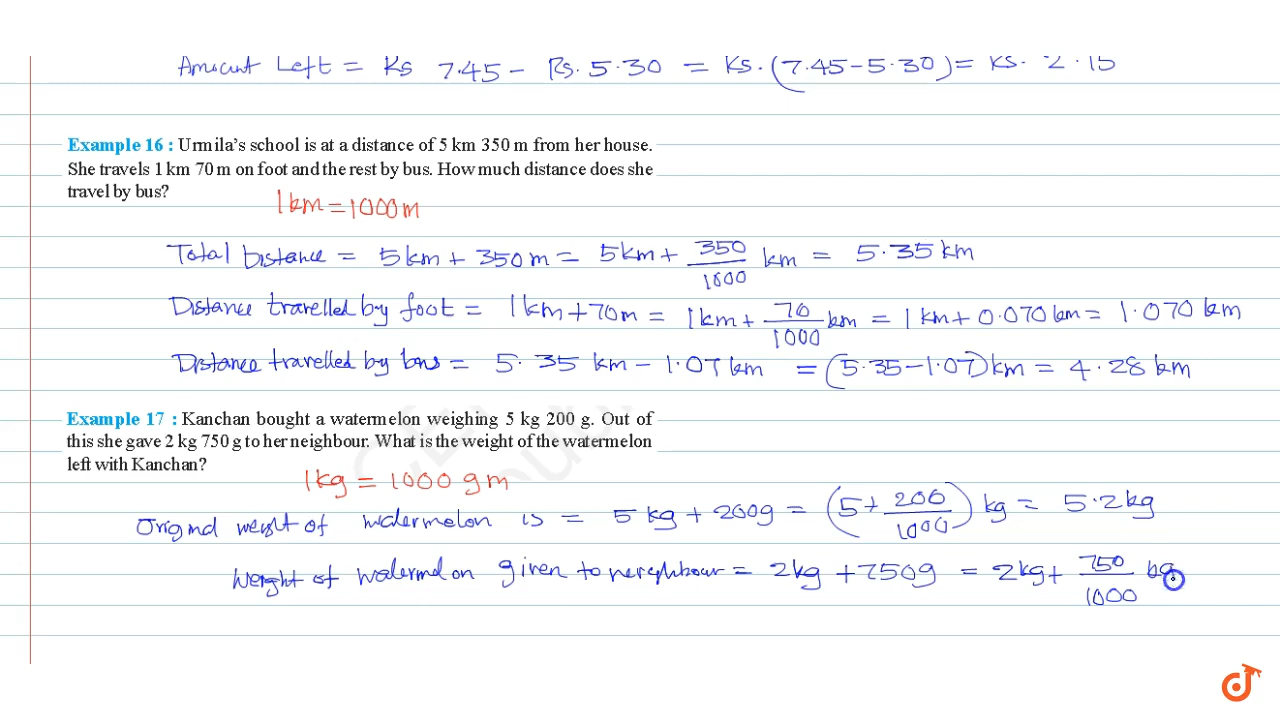 Amount Left = Rs 7.45 - Rs. 5.30 = Rs. (7.45-5.30) = Rs. 2.15
Example 16 : Urmila's school is at a distance of 5 km 350 m from her house.
She travels 1 km 70 m on foot and the rest by bus. How much distance does she
travel by bus?
1km = 1000m
Total Distance = 5km + 350m = 5km + 350/1000 km = 5.35 km
Distance travelled by foot = 1km + 70m = 1km + 70/1000 km = 1km + 0.070km = 1.070 km
Distance travelled by bus = 5.35 km - 1.07 km = (5.35-1.07) km = 4.28 km
Example 17 : Kanchan bought a watermelon weighing 5 kg 200 g. Out of
this she gave 2 kg 750 g to her neighbour. What is the weight of the watermelon
left with Kanchan?
1kg = 1000 gm
Original weight of watermelon is = 5kg + 200g = (5 + 200/1000) kg = 5.2kg
Weight of watermelon given to neighbour = 2kg + 750g = 2kg + 750/1000 kg